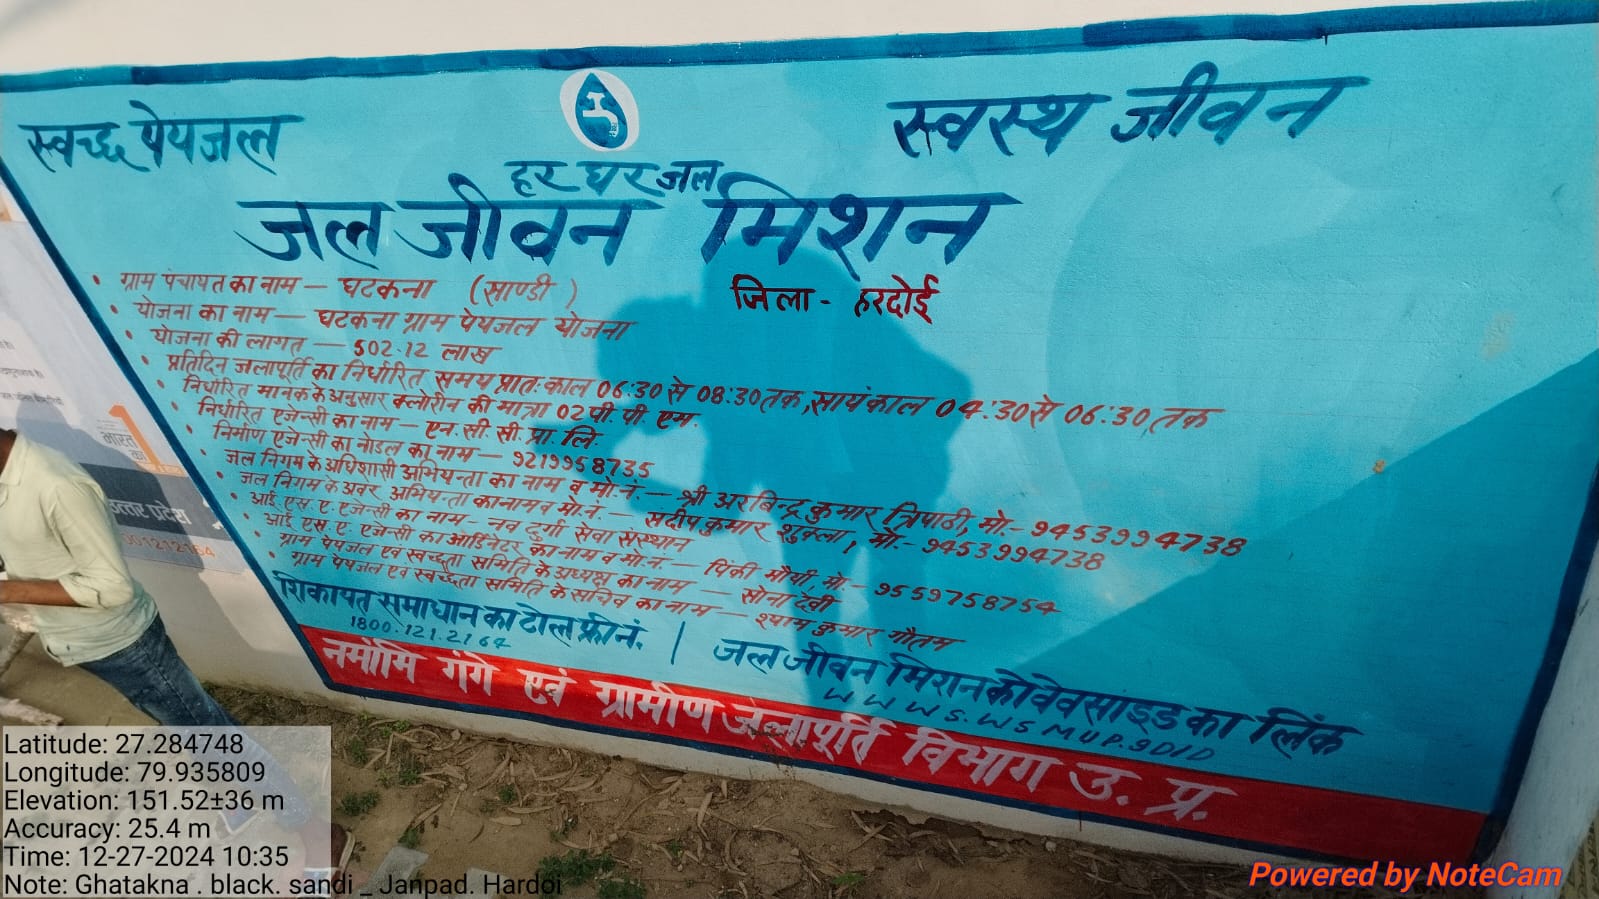 स्वच्छ पेयजल
स्वस्थ जीवन
हर घर जल
जल जीवन मिशन
• ग्राम पंचायत का नाम — घटकना (साण्डी)
जिला - हरदोई
• योजना का नाम — घटकना ग्राम पेयजल योजना
• योजना की लागत — 502.12 लाख
• प्रतिदिन जलापूर्ति का निर्धारित समय प्रातःकाल 06:30 से 08:30 तक, सायंकाल 04:30 से 06:30 तक
• निर्धारित मानक के अनुसार क्लोरीन की मात्रा 02 पी. पी. एम.
• निर्धारित एजेन्सी का नाम — एन. सी. सी. प्रा. लि.
• निर्माण एजेन्सी का नोडल का नाम — 9219958735
• जल निगम के अधिशासी अभियन्ता का नाम व मो.नं. — श्री अरबिन्द्र कुमार त्रिपाठी, मो.- 9453994738
• जल निगम के अवर अभियन्ता का नाम व मो.नं. — संदीप कुमार शुक्ला, मो.- 9453994738
• आई. एस. ए. एजेन्सी का नाम - नव दुर्गा सेवा संस्थान
• आई. एस. ए. एजेन्सी का आर्डिनेटर का नाम व मो.नं. — पिंकी मौर्या, मो.- 9559758754
• ग्राम पेयजल एवं स्वच्छता समिति के अध्यक्ष का नाम — सोना देवी
• ग्राम पेयजल एवं स्वच्छता समिति के सचिव का नाम — श्याम कुमार गौतम
शिकायत समाधान का टोल फ्री नं.
1800.121.2164
जल जीवन मिशन की वेवसाइड का लिंक
WWW S.WSMUP.9DID
नमामि गंगे एवं ग्रामीण जलापूर्ति विभाग उ. प्र.
भारत
का
उत्तर प्रदेश
Latitude: 27.284748
Longitude: 79.935809
Elevation: 151.52±36 m
Accuracy: 25.4 m
Time: 12-27-2024 10:35
Note: Ghatakna . black. sandi _ Janpad. Hardoi
Powered by NoteCam